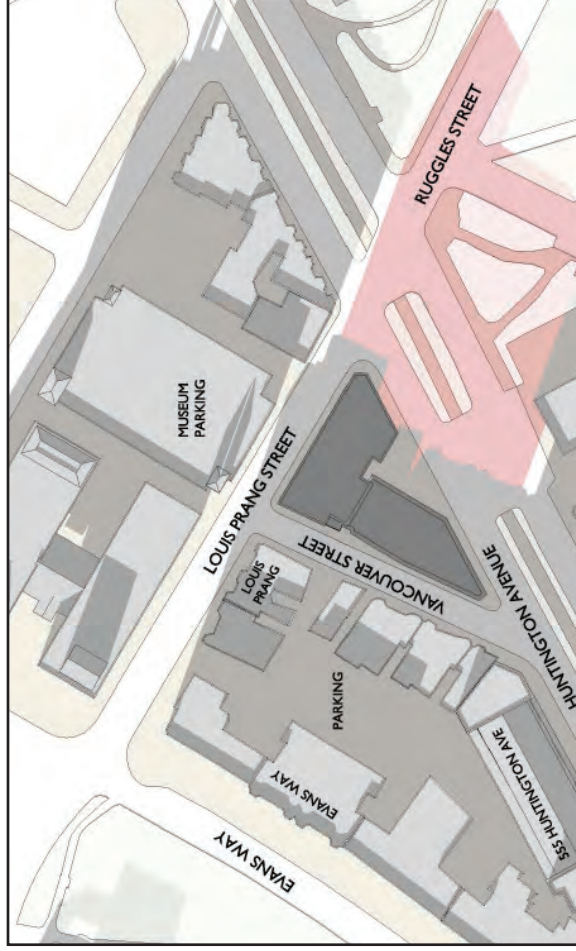 RUGGLES STREET
MUSEUM
PARKING
LOUIS PRANG STREET
LOUIS
PRANG
VANCOUVER STREET
HUNTINGTON AVENUE
PARKING
EVANS WAY
555 HUNTINGTON AVE
EVANS WAY